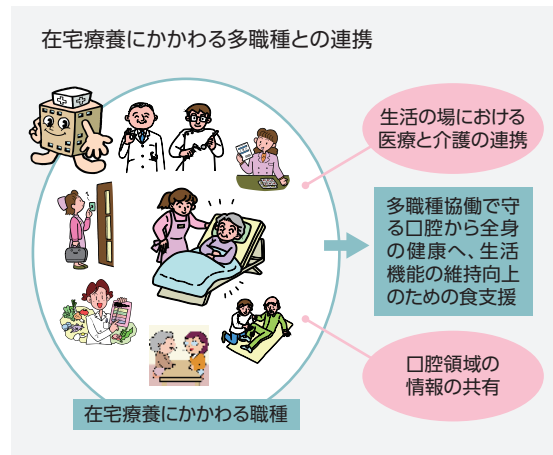 在宅療養にかかわる多職種との連携
生活の場における
医療と介護の連携
多職種協働で守
る口腔から全身
の健康へ、生活
機能の維持向上
のための食支援
口腔領域の
情報の共有
在宅療養にかかわる職種